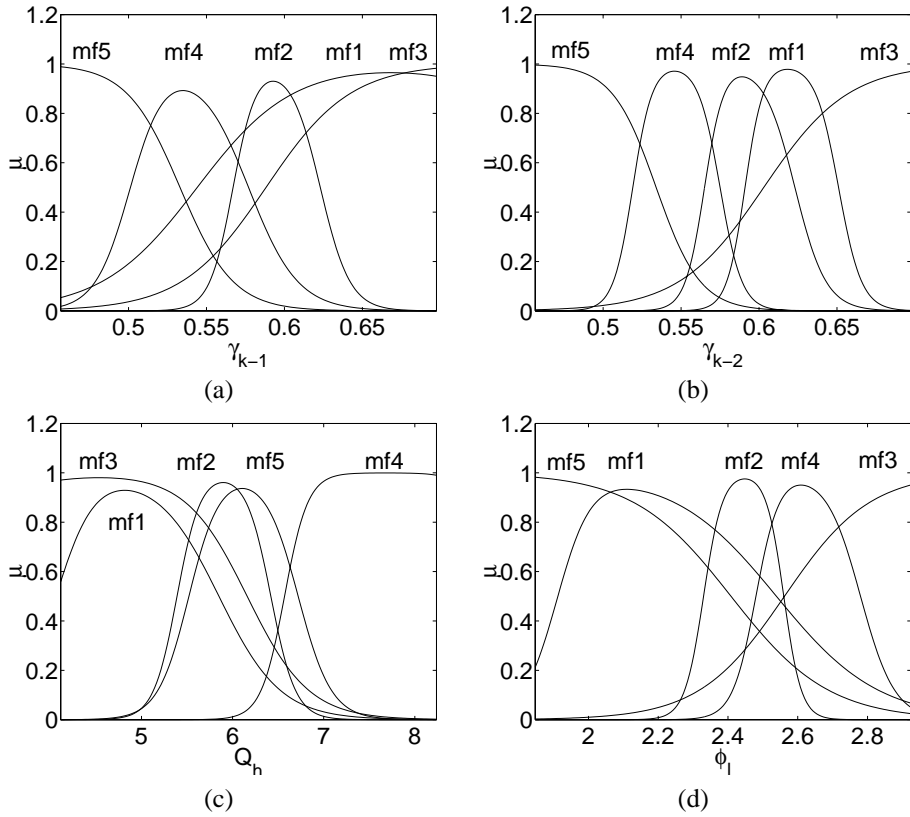 1.2
1
0.8
0.6
0.4
0.2
0
μ
mf5 mf4 mf2 mf1 mf3
0.5 0.55 0.6 0.65
γk−1
(a)
1.2
1
0.8
0.6
0.4
0.2
0
μ
mf5 mf4 mf2 mf1 mf3
0.5 0.55 0.6 0.65
γk−2
(b)
1.2
1
0.8
0.6
0.4
0.2
0
μ
mf3 mf2 mf5 mf4
mf1
5 6 7 8
Qh
(c)
1.2
1
0.8
0.6
0.4
0.2
0
μ
mf5 mf1 mf2 mf4 mf3
2 2.2 2.4 2.6 2.8
ϕl
(d)